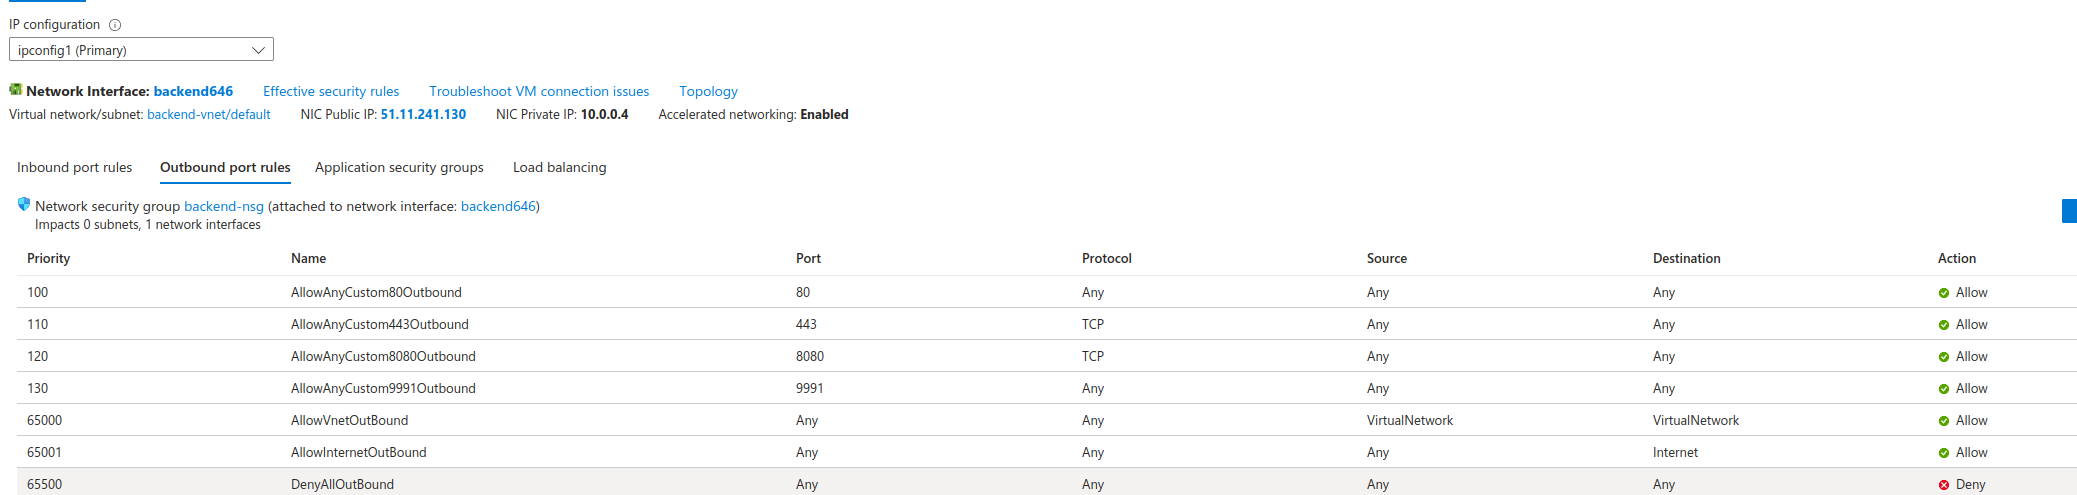 IP configuration
ipconfig1 (Primary)
Network Interface: backend646 Effective security rules Troubleshoot VM connection issues Topology
Virtual network/subnet: backend-vnet/default NIC Public IP: 51.11.241.130 NIC Private IP: 10.0.0.4 Accelerated networking: Enabled
Inbound port rules Outbound port rules Application security groups Load balancing
Network security group backend-nsg (attached to network interface: backend646)
Impacts 0 subnets, 1 network interfaces
Priority Name Port Protocol Source Destination Action
100 AllowAnyCustom80Outbound 80 Any Any Any Allow
110 AllowAnyCustom443Outbound 443 TCP Any Any Allow
120 AllowAnyCustom8080Outbound 8080 TCP Any Any Allow
130 AllowAnyCustom9991Outbound 9991 Any Any Any Allow
65000 AllowVnetOutBound Any Any VirtualNetwork VirtualNetwork Allow
65001 AllowInternetOutBound Any Any Any Internet Allow
65500 DenyAllOutBound Any Any Any Any Deny